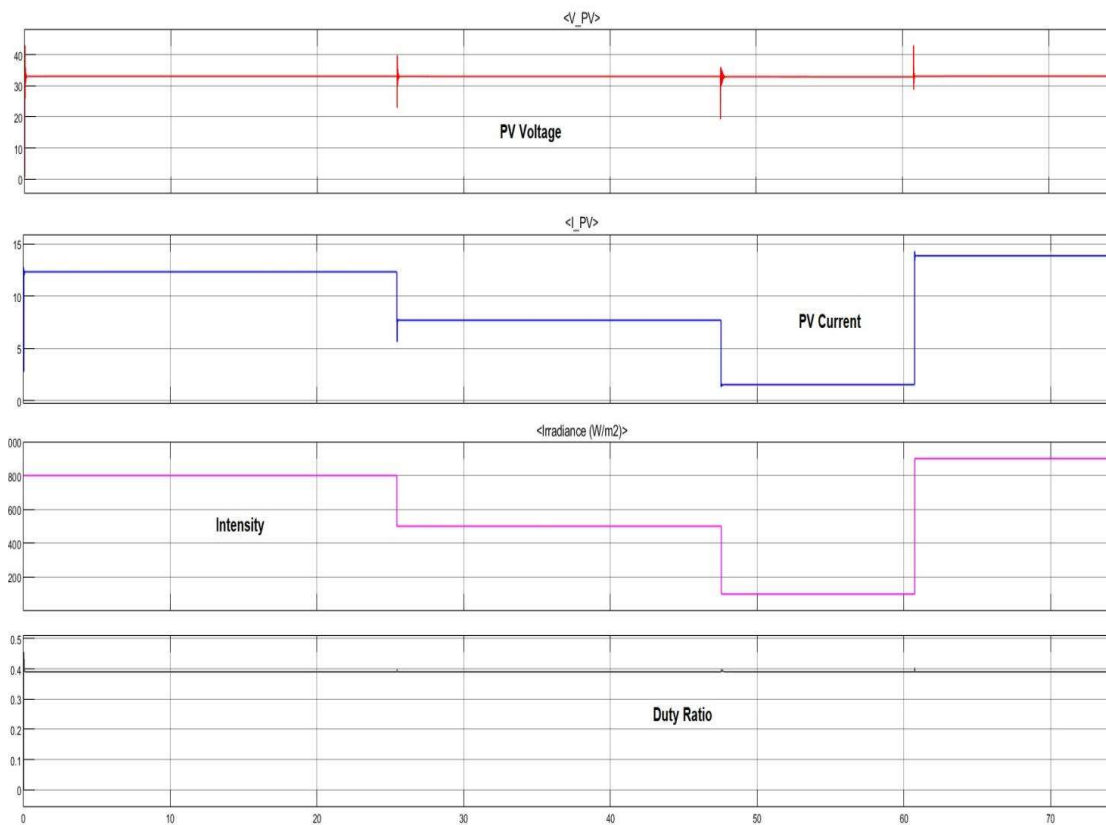 <V_PV>
40
30
20
10
0
PV Voltage
<I_PV>
15
10
5
0
PV Current
<Irradiance (W/m2)>
000
800
600
400
200
Intensity
0.5
0.4
0.3
0.2
0.1
0
Duty Ratio
0 10 20 30 40 50 60 70